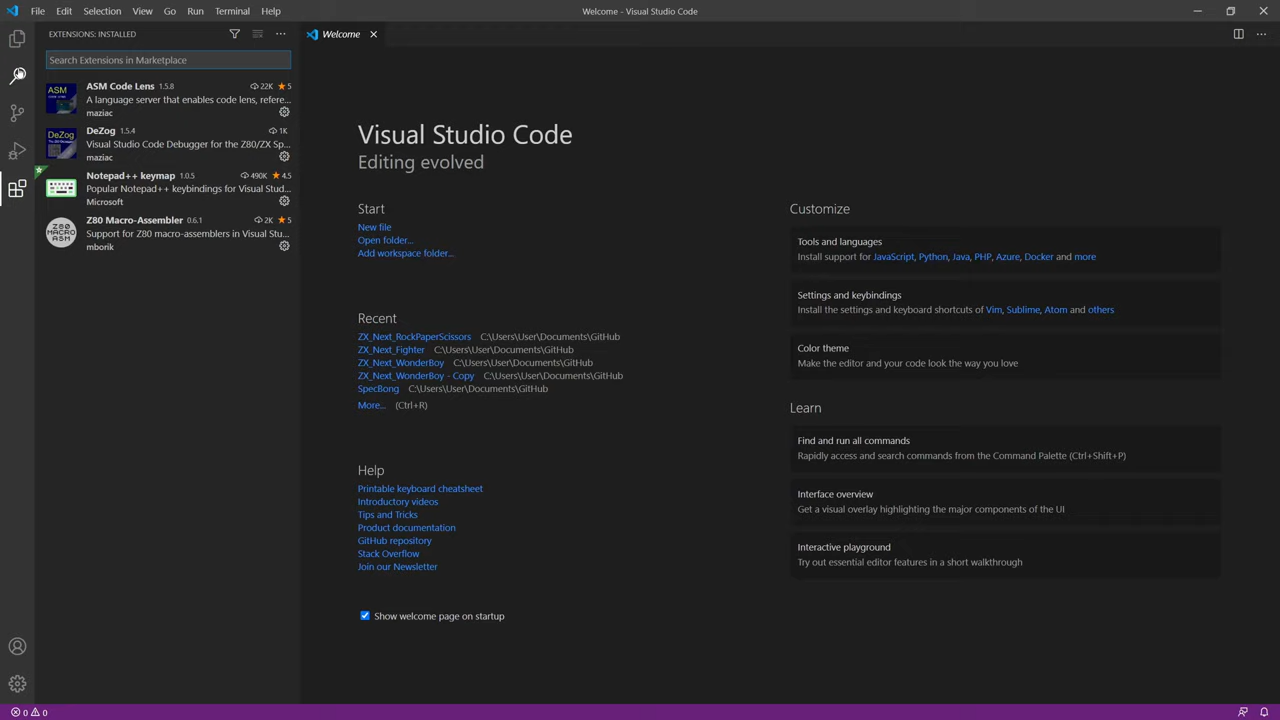 File Edit Selection View Go Run Terminal Help
Welcome - Visual Studio Code
EXTENSIONS: INSTALLED
Search Extensions in Marketplace
ASM Code Lens 1.5.8 22K 5
A language server that enables code lens, refere...
maziac
DeZog 1.5.4 1K
Visual Studio Code Debugger for the Z80/ZX Sp...
maziac
Notepad++ keymap 1.0.5 490K 4.5
Popular Notepad++ keybindings for Visual Stud...
Microsoft
Z80 Macro-Assembler 0.6.1 2K 5
Support for Z80 macro-assemblers in Visual Stu...
mborik
ASM
DeZog
Z80
MACRO
ASM
Welcome
Visual Studio Code
Editing evolved
Start
New file
Open folder...
Add workspace folder...
Recent
ZX_Next_RockPaperScissors C:\Users\User\Documents\GitHub
ZX_Next_Fighter C:\Users\User\Documents\GitHub
ZX_Next_WonderBoy C:\Users\User\Documents\GitHub
ZX_Next_WonderBoy - Copy C:\Users\User\Documents\GitHub
SpecBong C:\Users\User\Documents\GitHub
More... (Ctrl+R)
Help
Printable keyboard cheatsheet
Introductory videos
Tips and Tricks
Product documentation
GitHub repository
Stack Overflow
Join our Newsletter
Show welcome page on startup
Customize
Tools and languages
Install support for JavaScript, Python, Java, PHP, Azure, Docker and more
Settings and keybindings
Install the settings and keyboard shortcuts of Vim, Sublime, Atom and others
Color theme
Make the editor and your code look the way you love
Learn
Find and run all commands
Rapidly access and search commands from the Command Palette (Ctrl+Shift+P)
Interface overview
Get a visual overlay highlighting the major components of the UI
Interactive playground
Try out essential editor features in a short walkthrough
0 0